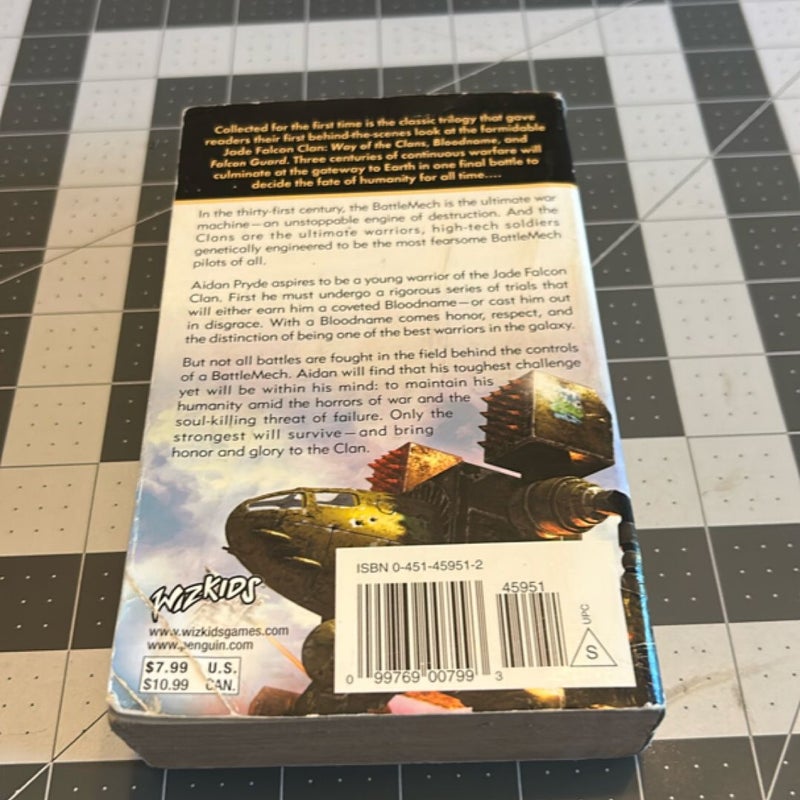 Collected for the first time is the classic trilogy that gave
readers their first behind-the-scenes look at the formidable
Jade Falcon Clan: Way of the Clans, Bloodname, and
Falcon Guard. Three centuries of continuous warfare will
culminate at the gateway to Earth in one final battle to
decide the fate of humanity for all time....
In the thirty-first century, the BattleMech is the ultimate war
machine—an unstoppable engine of destruction. And the
Clans are the ultimate warriors, high-tech soldiers
genetically engineered to be the most fearsome BattleMech
pilots of all.
Aidan Pryde aspires to be a young warrior of the Jade Falcon
Clan. First he must undergo a rigorous series of trials that
will either earn him a coveted Bloodname—or cast him out
in disgrace. With a Bloodname comes honor, respect, and
the distinction of being one of the best warriors in the galaxy.
But not all battles are fought in the field behind the controls
of a BattleMech. Aidan will find that his toughest challenge
yet will be within his mind: to maintain his
humanity amid the horrors of war and the
soul-killing threat of failure. Only the
strongest will survive—and bring
honor and glory to the Clan.
WIZKIDS
www.wizkidsgames.com
www.penguin.com
$7.99 U.S.
$10.99 CAN.
ISBN 0-451-45951-2
45951
0 99769 00799 3
UPC
S